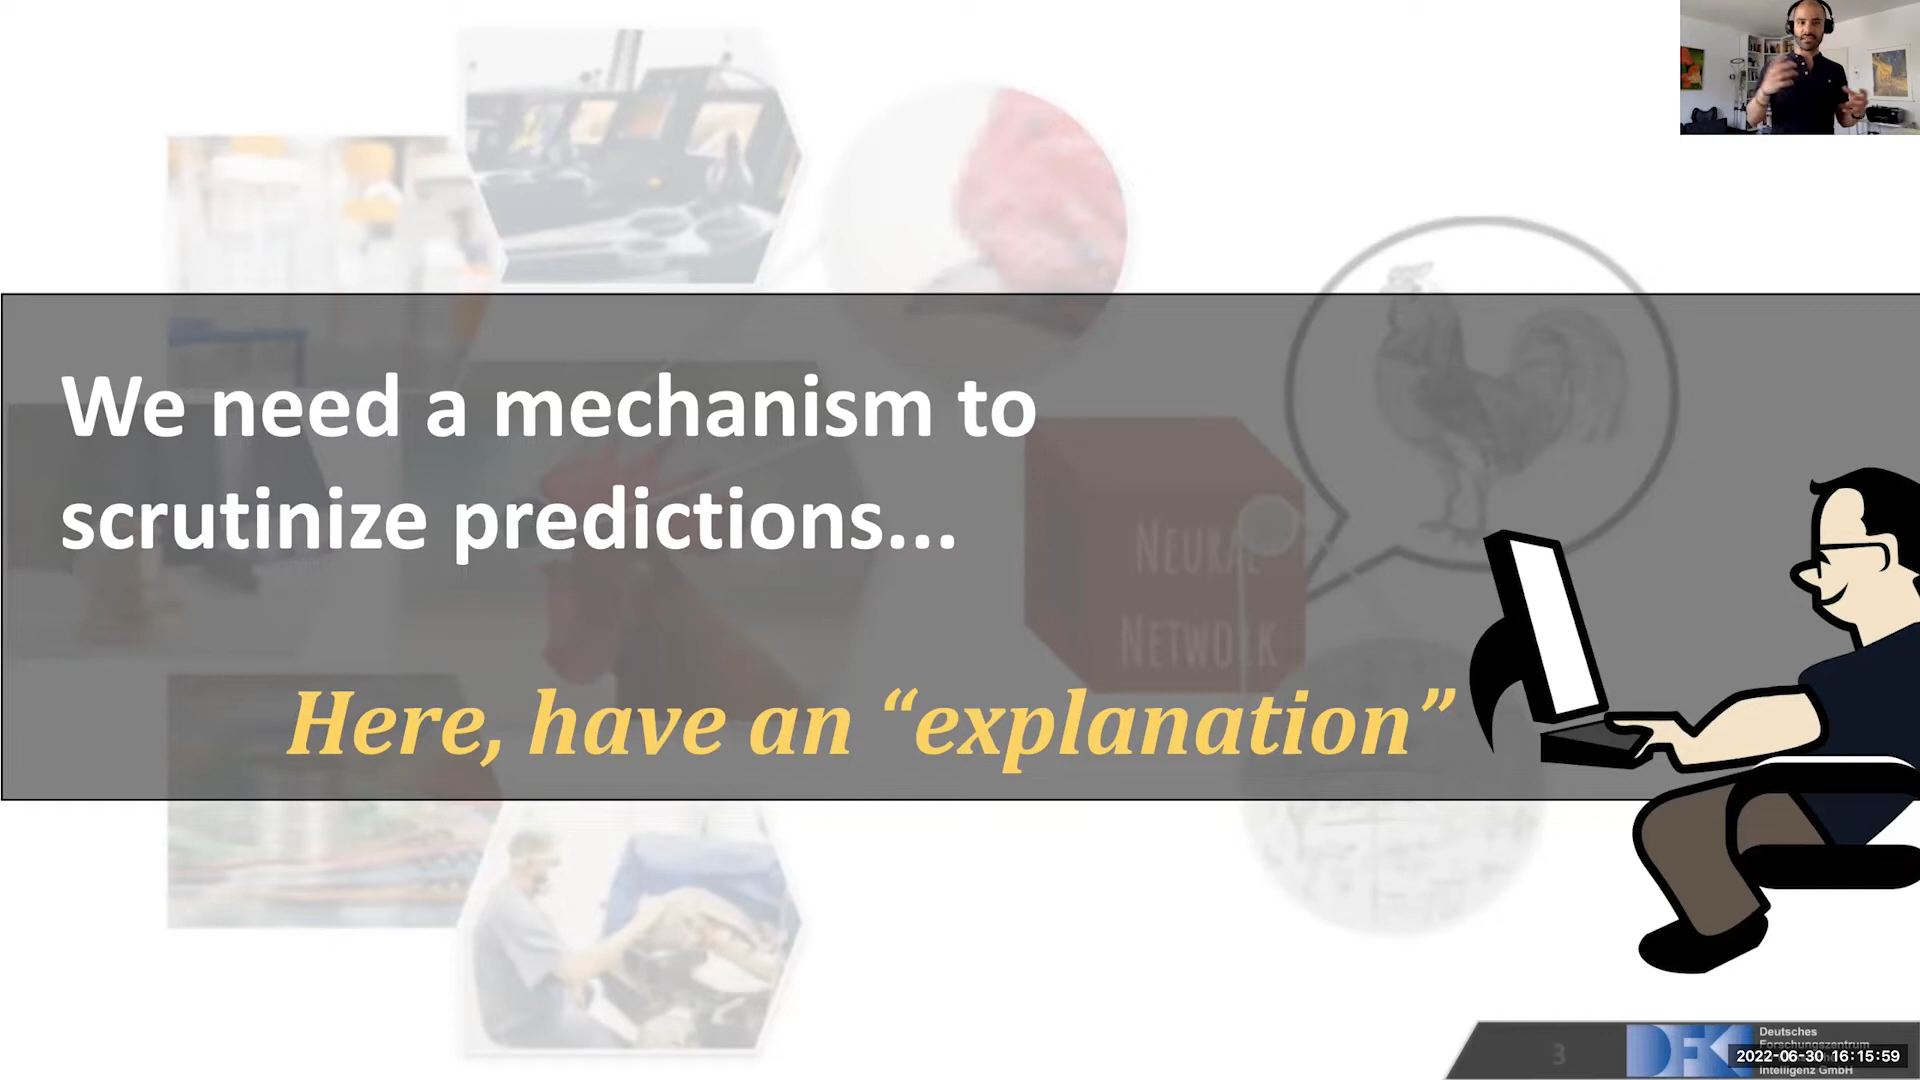 We need a mechanism to
scrutinize predictions...
NEURAL
NETWORK
Here, have an “explanation”
3
Deutsches
Forschungszentrum
2022-06-30 16:15:59
Intelligenz GmbH